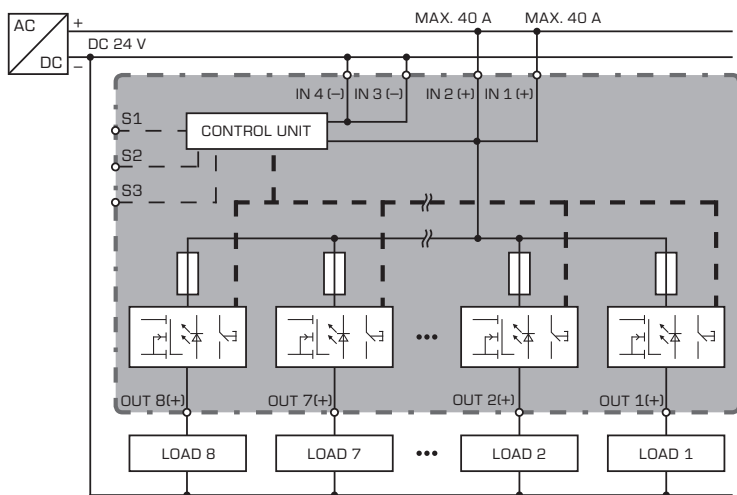 AC
+
MAX. 40 A MAX. 40 A
DC 24 V
DC
–
IN 4 (–) IN 3 (–) IN 2 (+) IN 1 (+)
S1
CONTROL UNIT
S2
S3
•••
OUT 8(+) OUT 7(+) OUT 2(+) OUT 1(+)
LOAD 8 LOAD 7 ••• LOAD 2 LOAD 1